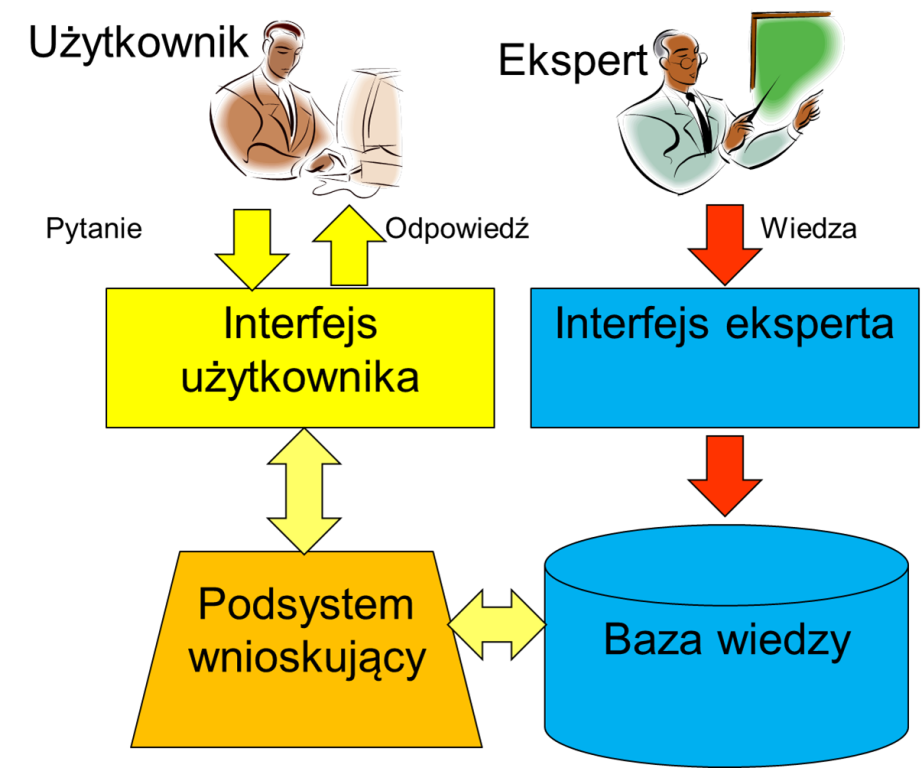 Użytkownik
Ekspert
Pytanie
Odpowiedź
Wiedza
Interfejs
użytkownika
Interfejs eksperta
Podsystem
wnioskujący
Baza wiedzy